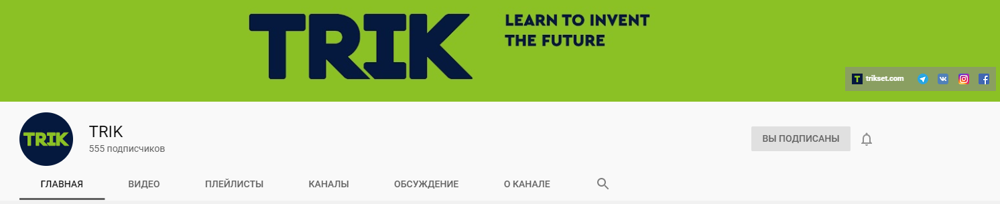 TRIK
LEARN TO INVENT
THE FUTURE
T trikset.com
TRIK
TRIK
555 подписчиков
ВЫ ПОДПИСАНЫ
ГЛАВНАЯ
ВИДЕО
ПЛЕЙЛИСТЫ
КАНАЛЫ
ОБСУЖДЕНИЕ
О КАНАЛЕ